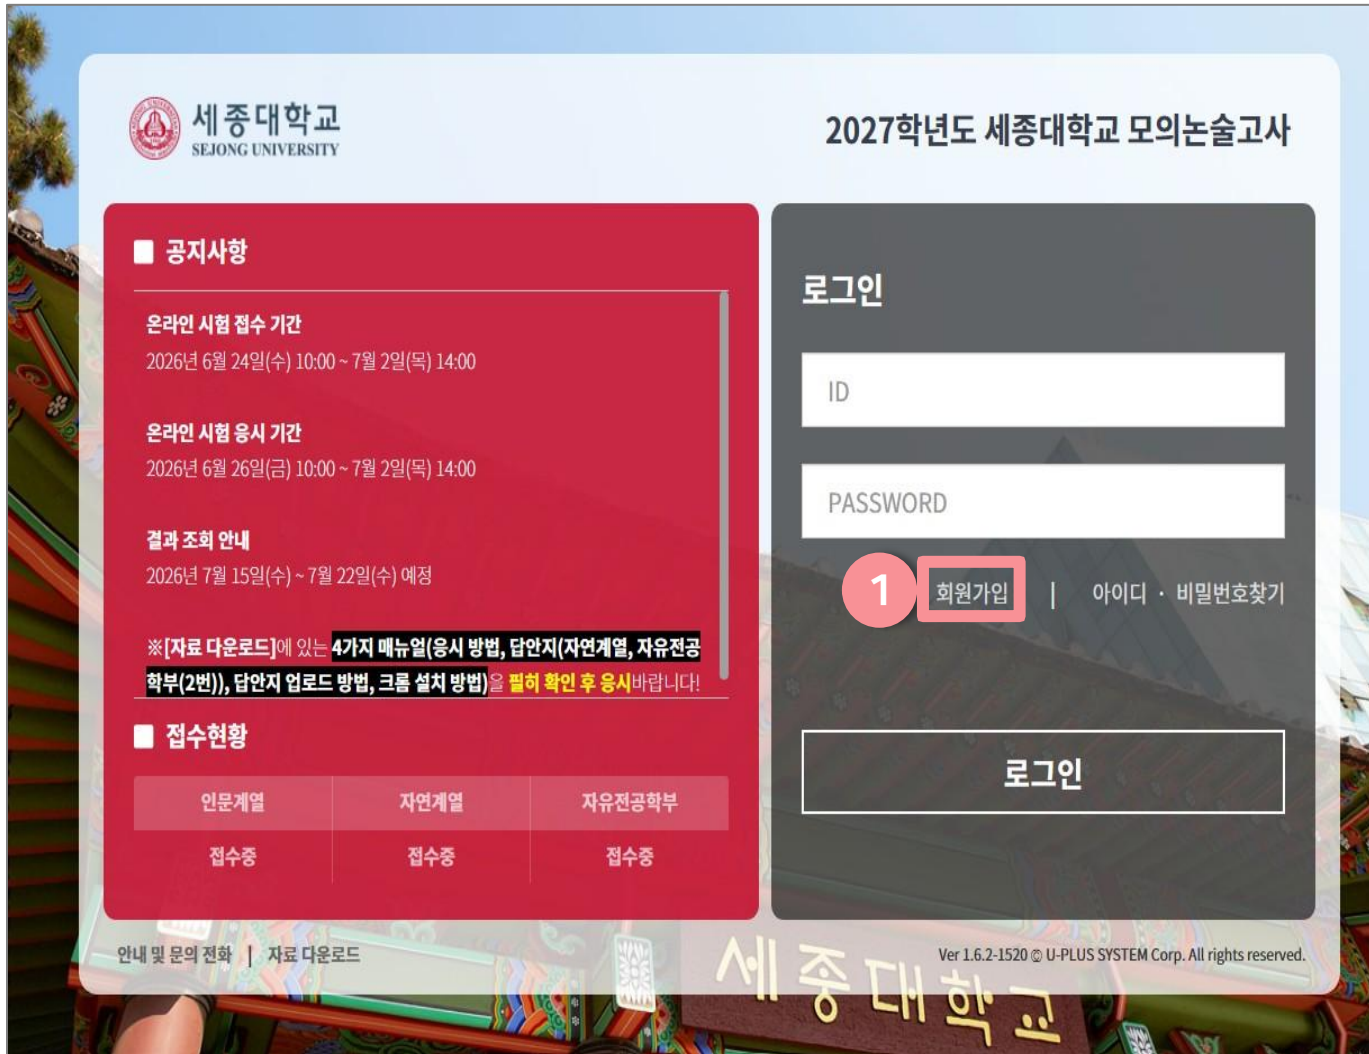 세종대학교
SEJONG UNIVERSITY
2027학년도 세종대학교 모의논술고사
공지사항
온라인 시험 접수 기간
2026년 6월 24일(수) 10:00 ~ 7월 2일(목) 14:00
온라인 시험 응시 기간
2026년 6월 26일(금) 10:00 ~ 7월 2일(목) 14:00
결과 조회 안내
2026년 7월 15일(수) ~ 7월 22일(수) 예정
※[자료 다운로드]에 있는 4가지 매뉴얼(응시 방법, 답안지(자연계열, 자유전공
학부(2번)), 답안지 업로드 방법, 크롬 설치 방법)을 필히 확인 후 응시바랍니다!
접수현황
인문계열 자연계열 자유전공학부
접수중 접수중 접수중
로그인
ID
PASSWORD
1 회원가입 | 아이디 · 비밀번호찾기
로그인
안내 및 문의 전화 | 자료 다운로드
Ver 1.6.2-1520 © U-PLUS SYSTEM Corp. All rights reserved.
세종대학교